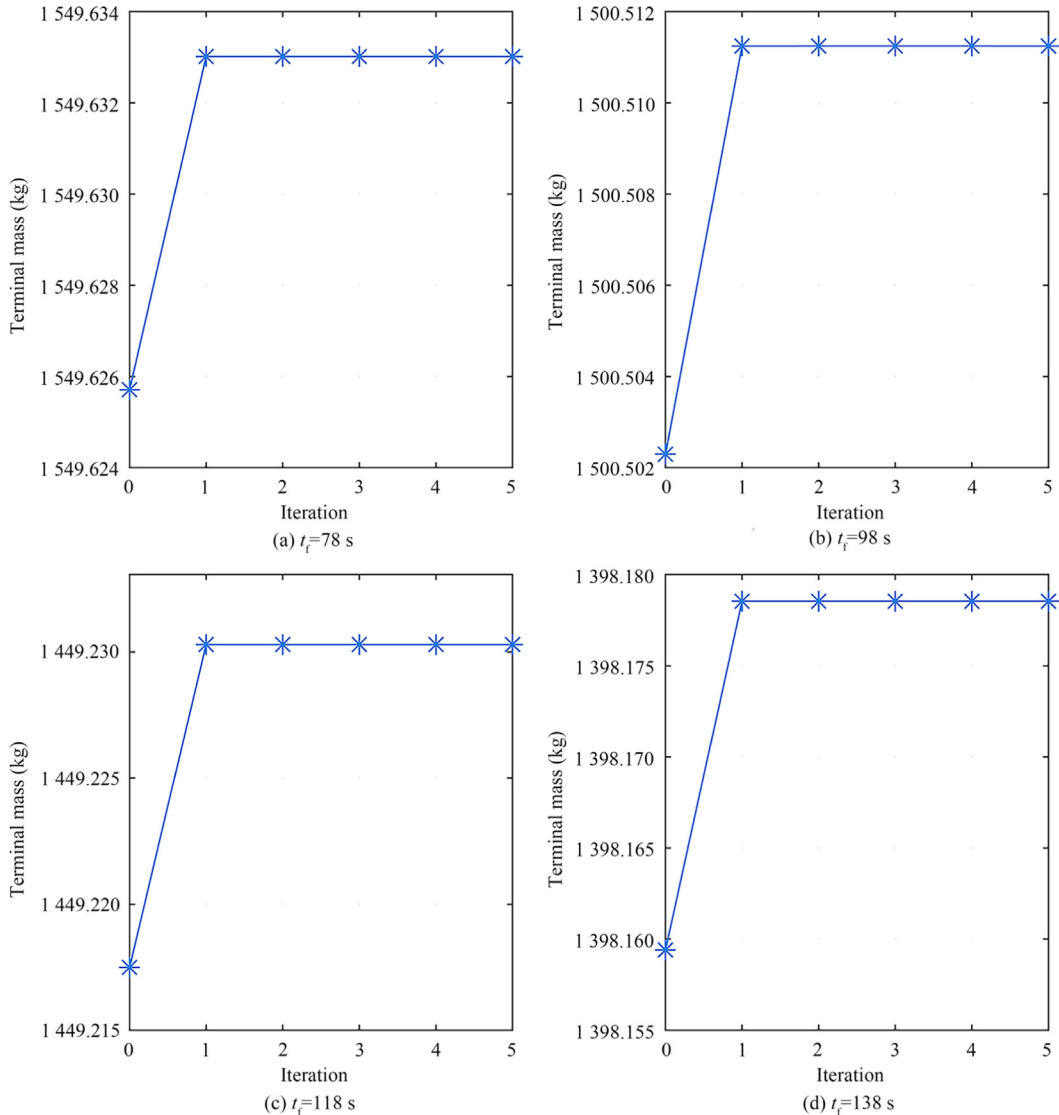 1 549.634
1 549.632
1 549.630
1 549.628
1 549.626
1 549.624
Terminal mass (kg)
0 1 2 3 4 5
Iteration
(a) t_f=78 s
1 500.512
1 500.510
1 500.508
1 500.506
1 500.504
1 500.502
Terminal mass (kg)
0 1 2 3 4 5
Iteration
(b) t_f=98 s
1 449.230
1 449.225
1 449.220
1 449.215
Terminal mass (kg)
0 1 2 3 4 5
Iteration
(c) t_f=118 s
1 398.180
1 398.175
1 398.170
1 398.165
1 398.160
1 398.155
Terminal mass (kg)
0 1 2 3 4 5
Iteration
(d) t_f=138 s